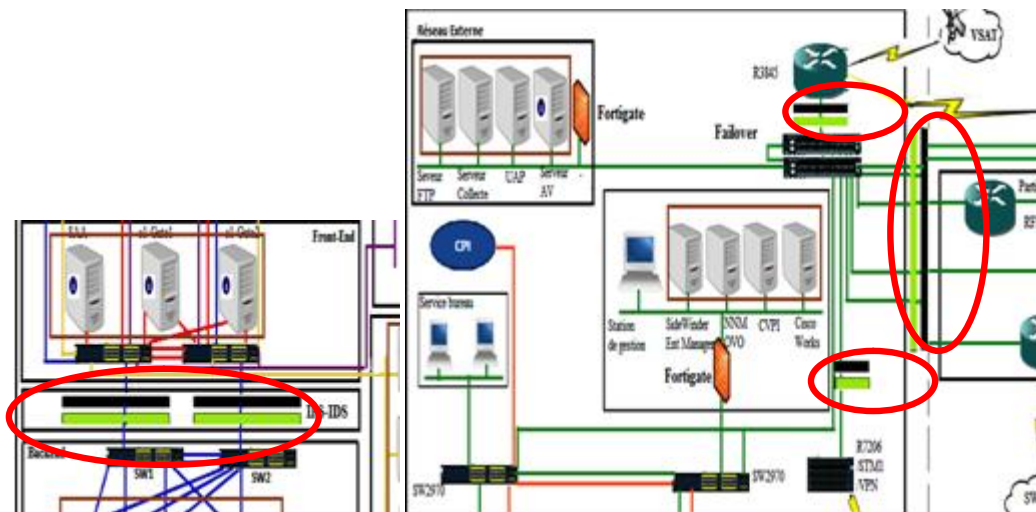 Front-End
IPS-IDS
Backend
SW1
SW2
Réseau Externe
Fortigate
Serveur
FTP
Serveur
Collecte
UAP
Serveur
AV
R3845
Failover
VSAT
CPI
Service bureau
Station
de gestion
SideWinder
Ent Manager
NNM
OVO
CVPI
Cisco
Works
Fortigate
SW2970
SW2970
R7206
STM1
VPN